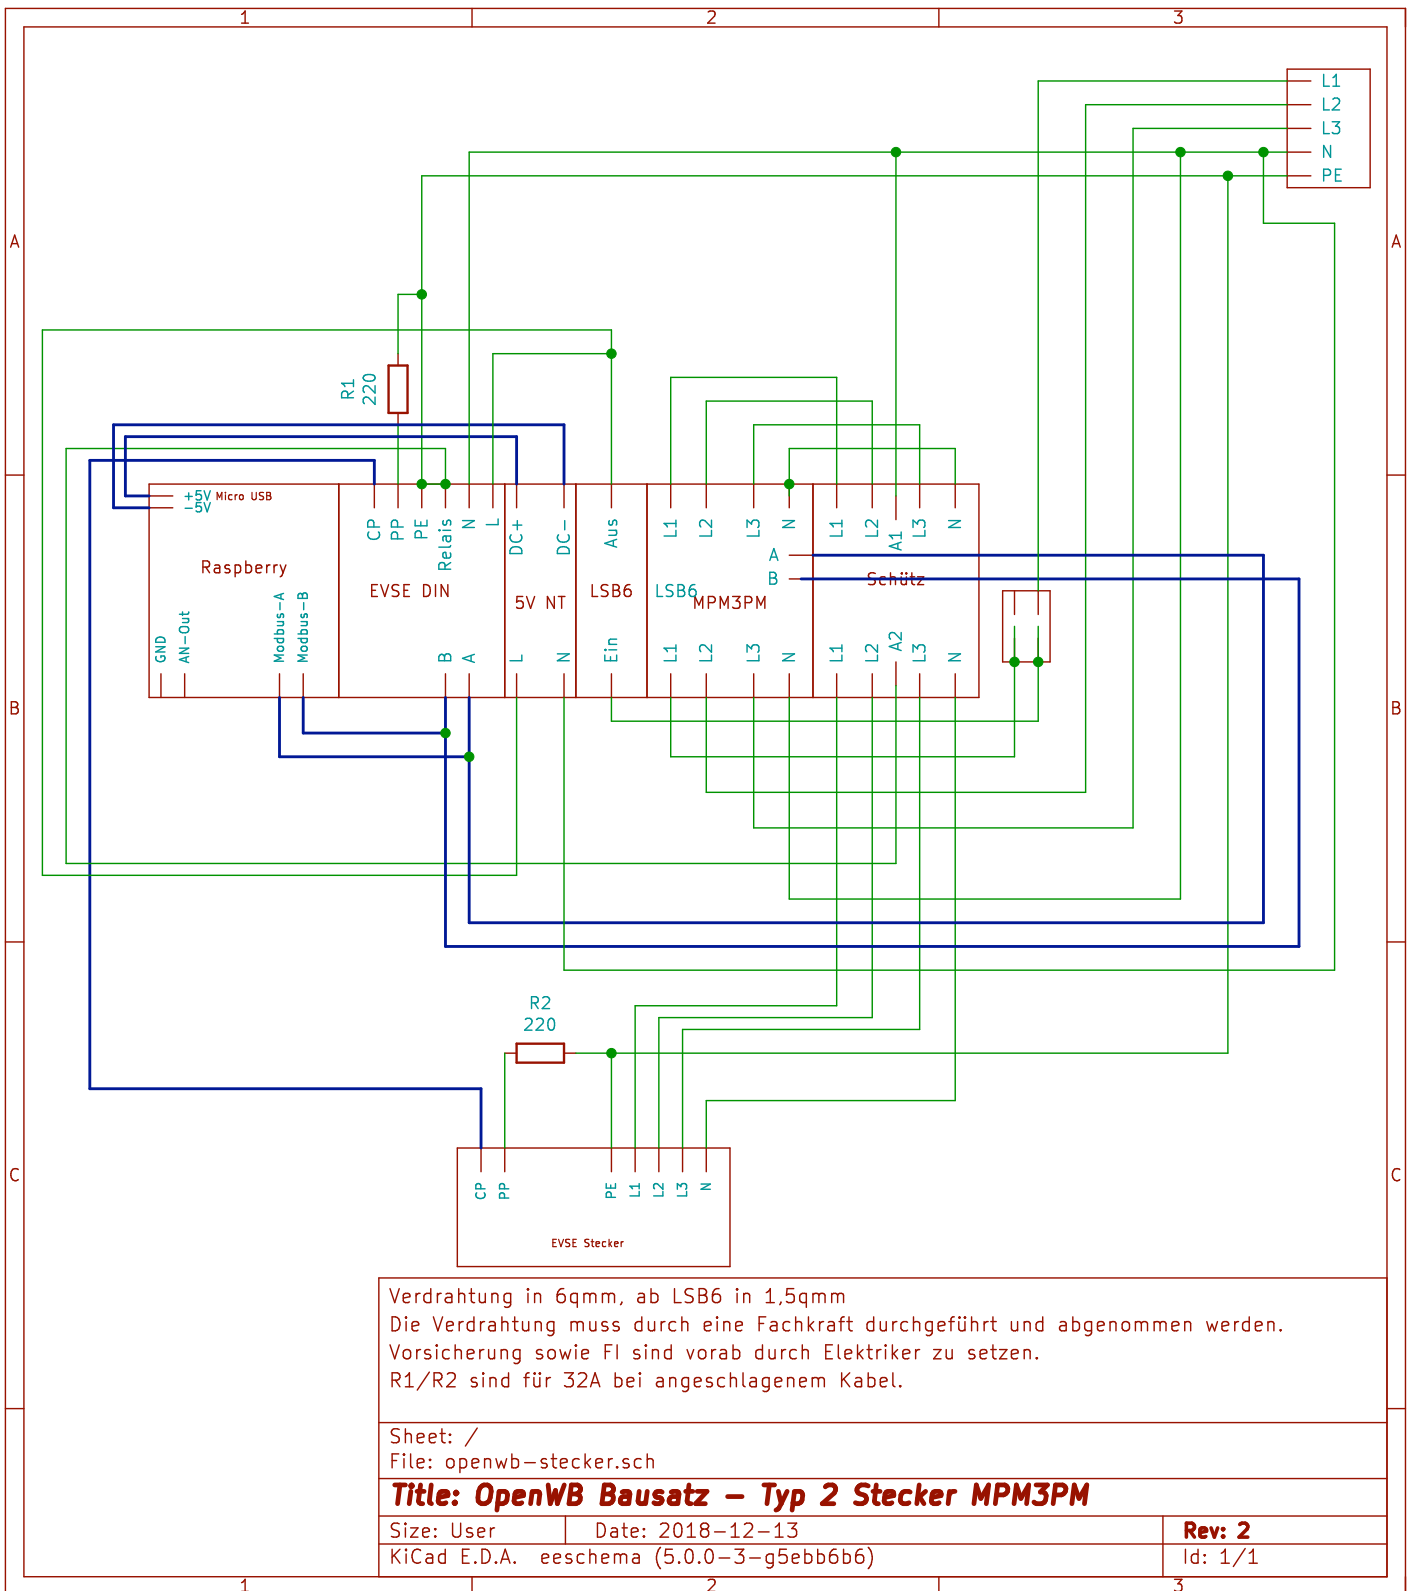 1 2 3
L1
L2
L3
N
PE
A A
R1
220
+5V Micro USB
-5V
CP PP PE Relais N L DC+ DC- Aus L1 L2 L3 N L1 L2 A1 L3 N
A
B
Raspberry EVSE DIN 5V NT LSB6 LSB6 MPM3PM Schütz
GND AN-Out Modbus-A Modbus-B B A L N Ein L1 L2 L3 N L1 L2 A2 L3 N
B B
R2
220
C C
CP PP PE L1 L2 L3 N
EVSE Stecker
Verdrahtung in 6qmm, ab LSB6 in 1,5qmm
Die Verdrahtung muss durch eine Fachkraft durchgeführt und abgenommen werden.
Vorsicherung sowie FI sind vorab durch Elektriker zu setzen.
R1/R2 sind für 32A bei angeschlagenem Kabel.
Sheet: /
File: openwb-stecker.sch
Title: OpenWB Bausatz - Typ 2 Stecker MPM3PM
Size: User Date: 2018-12-13 Rev: 2
KiCad E.D.A. eeschema (5.0.0-3-g5ebb6b6) Id: 1/1
1 2 3